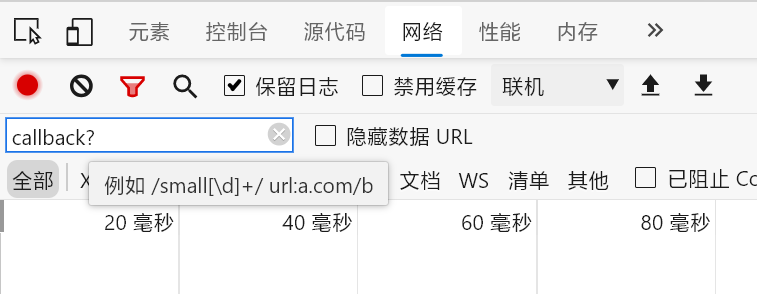 元素 控制台 源代码 网络 性能 内存
保留日志 禁用缓存 联机
callback? 隐藏数据 URL
全部 例如 /small[\d]+/ url:a.com/b 文档 WS 清单 其他 已阻止
20 毫秒 40 毫秒 60 毫秒 80 毫秒